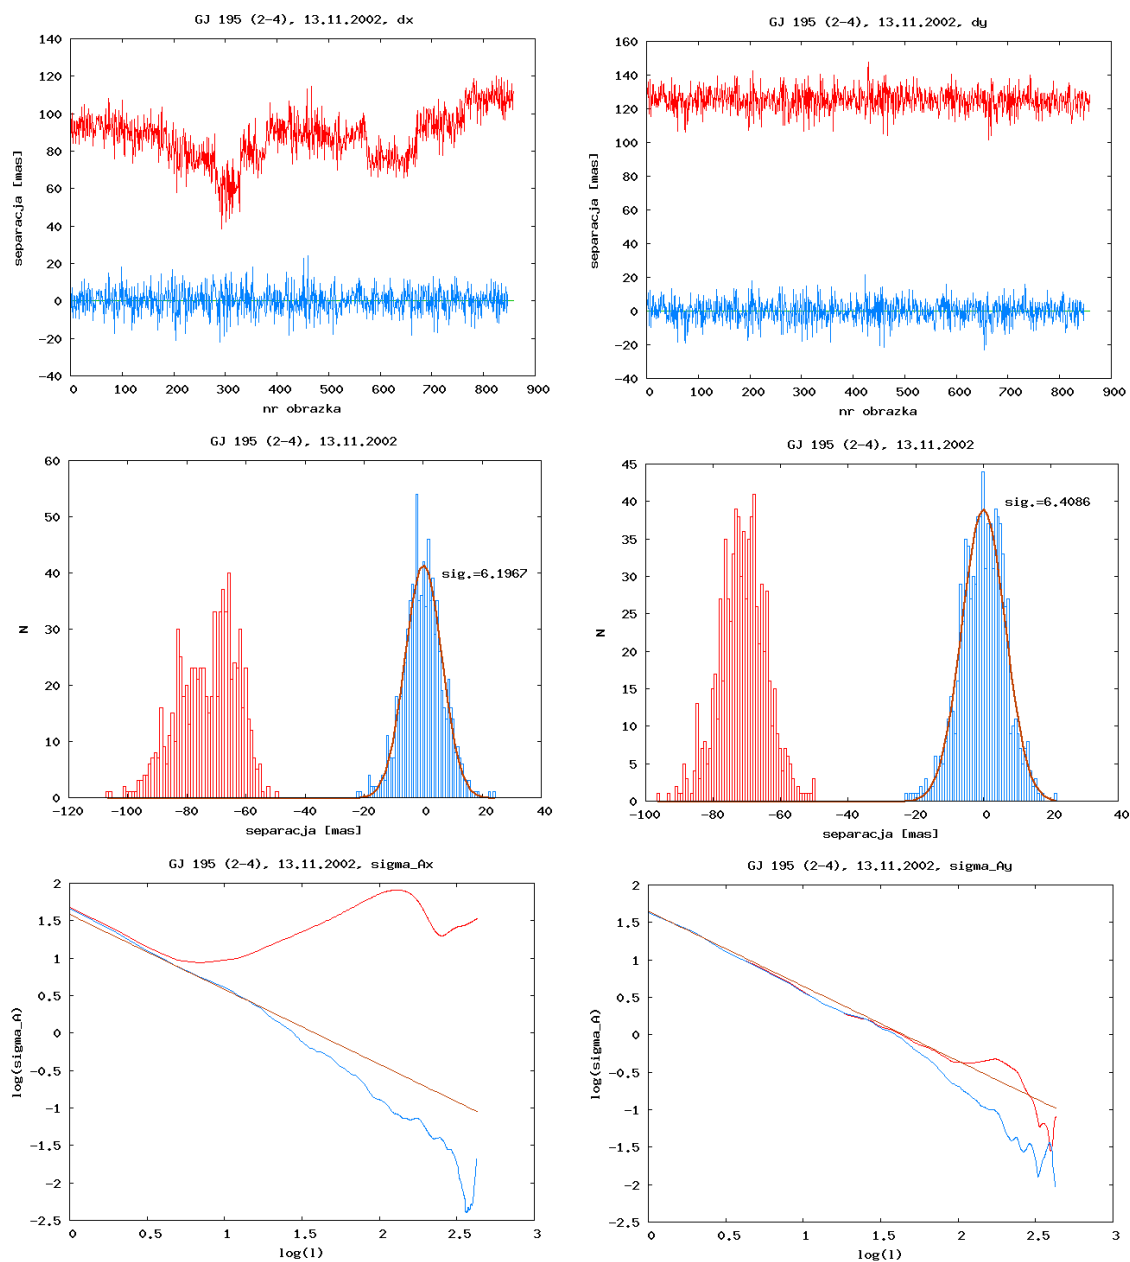 GJ 195 (2-4), 13.11.2002, dx
140
120
100
80
60
40
20
0
-20
-40
separacja [mas]
0 100 200 300 400 500 600 700 800 900
nr obrazka
GJ 195 (2-4), 13.11.2002, dy
160
140
120
100
80
60
40
20
0
-20
-40
separacja [mas]
0 100 200 300 400 500 600 700 800 900
nr obrazka
GJ 195 (2-4), 13.11.2002
60
50
40
30
20
10
0
N
sig.=6.1967
-120 -100 -80 -60 -40 -20 0 20 40
separacja [mas]
GJ 195 (2-4), 13.11.2002
45
40
35
30
25
20
15
10
5
0
N
sig.=6.4086
-100 -80 -60 -40 -20 0 20 40
separacja [mas]
GJ 195 (2-4), 13.11.2002, sigma_Ax
2
1.5
1
0.5
0
-0.5
-1
-1.5
-2
-2.5
log(sigma_A)
0 0.5 1 1.5 2 2.5 3
log(l)
GJ 195 (2-4), 13.11.2002, sigma_Ay
2
1.5
1
0.5
0
-0.5
-1
-1.5
-2
-2.5
log(sigma_A)
0 0.5 1 1.5 2 2.5 3
log(l)